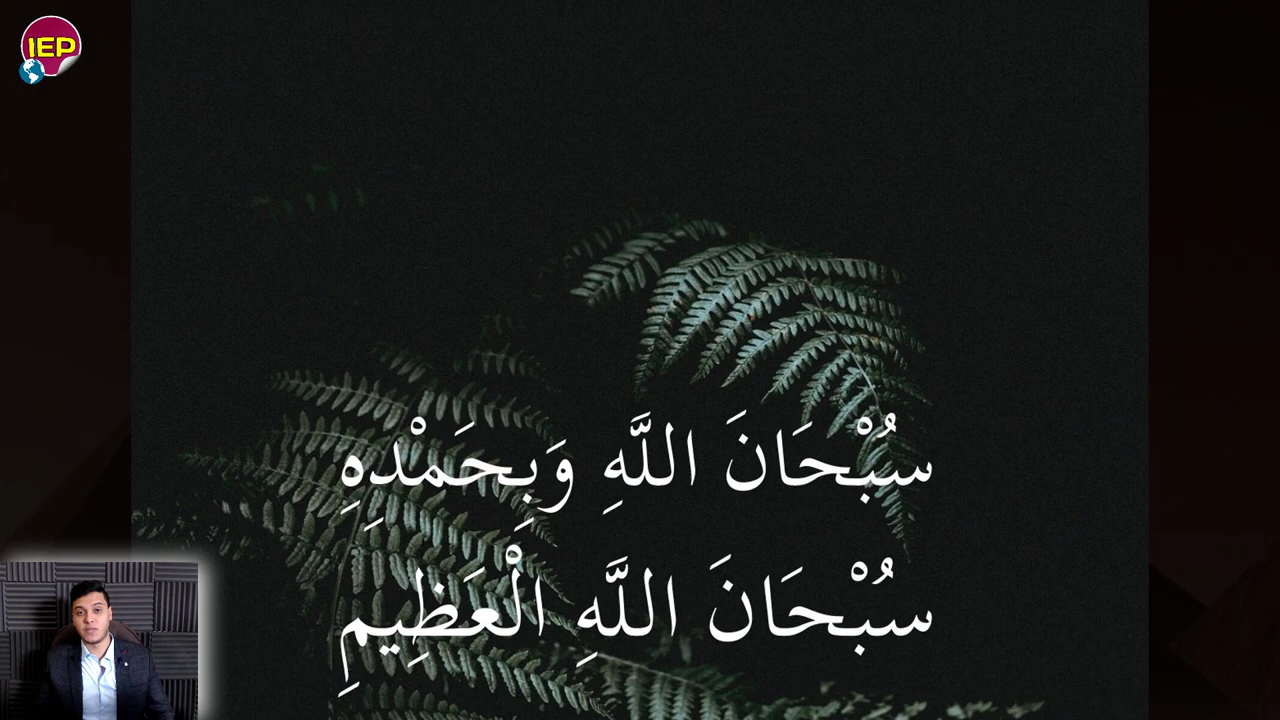 IEP
سُبْحَانَ اللَّهِ وَبِحَمْدِهِ
سُبْحَانَ اللَّهِ الْعَظِيمِ